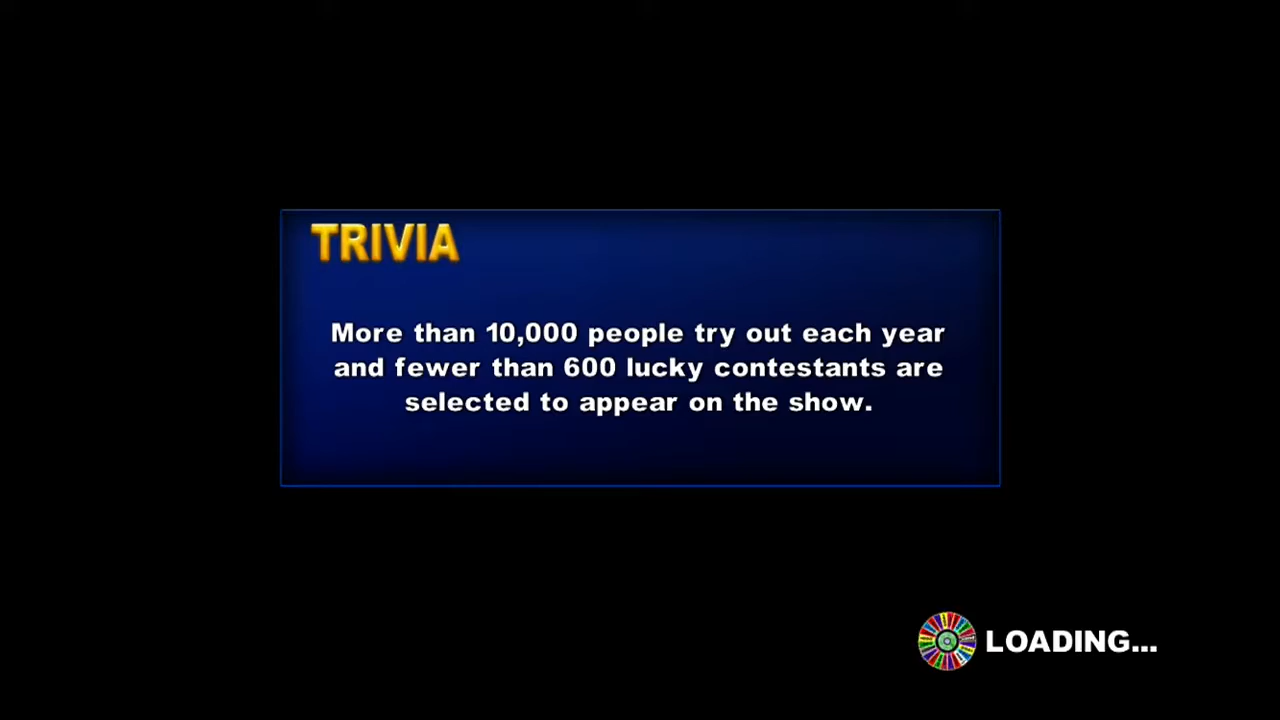 TRIVIA
More than 10,000 people try out each year
and fewer than 600 lucky contestants are
selected to appear on the show.
LOADING...